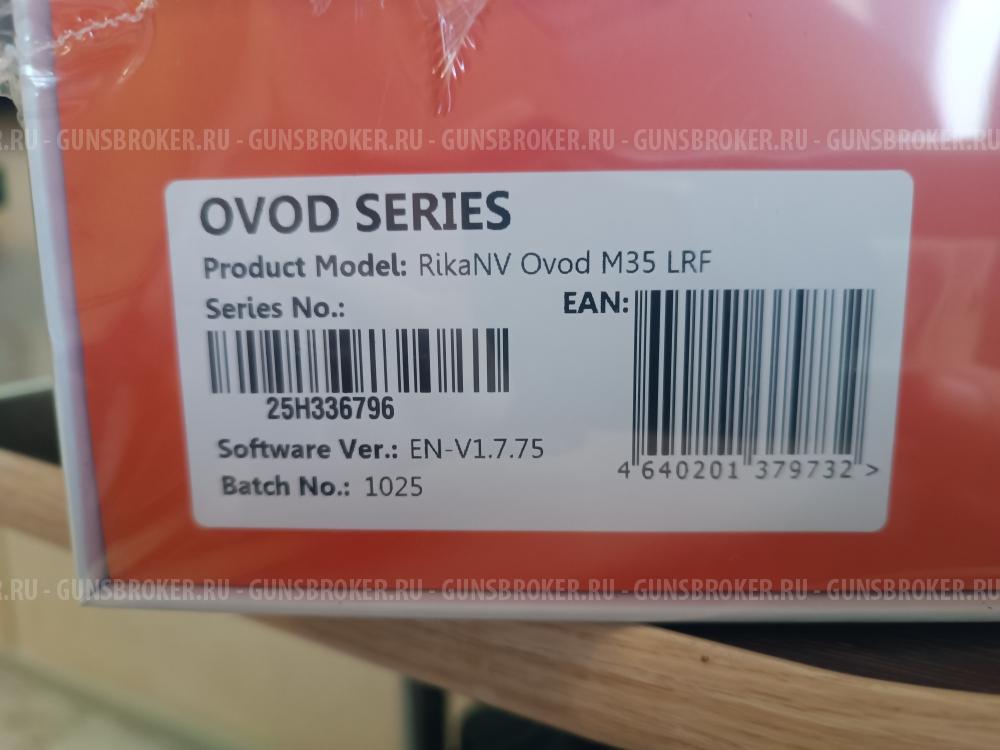 .RU - GUNSBROKER.RU - GUNSBROKER.RU - GUNSBROKER.RU - GUNSBROKER.RU - GUNSBROKER.RU
OVOD SERIES
Product Model: RikaNV Ovod M35 LRF
Series No.:
EAN:
25H336796
4 640201 379732 >
Software Ver.: EN-V1.7.75
Batch No.: 1025
.RU - GUNSBROKER.RU - GUNSBROKER.RU - GUNSBROKER.RU - GUNSBROKER.RU - GUNSBROKER.RU